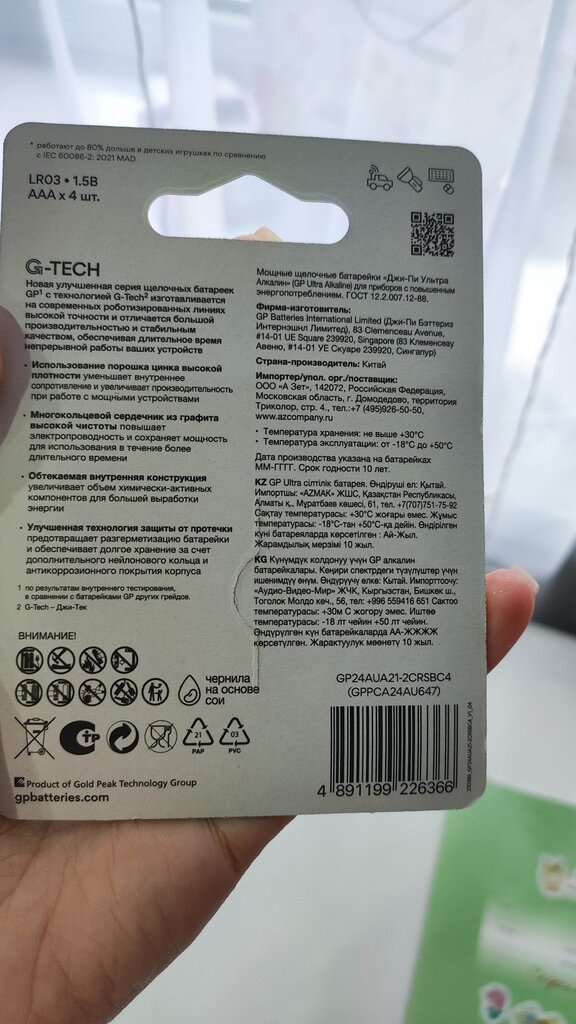 * работают до 80% дольше в детских игрушках по сравнению
с IEC 60086-2: 2021 MAD
LR03 • 1.5В
AAA x 4 шт.
G-TECH
Новая улучшенная серия щелочных батареек
GP¹ с технологией G-Tech² изготавливается
на современных роботизированных линиях
высокой точности и отличается большой
производительностью и стабильным
качеством, обеспечивая длительное время
непрерывной работы ваших устройств
• Использование порошка цинка высокой
плотности уменьшает внутреннее
сопротивление и увеличивает производительность
при работе с мощными устройствами
• Многокольцевой сердечник из графита
высокой чистоты повышает
электропроводность и сохраняет мощность
для использования в течение более
длительного времени
• Обтекаемая внутренняя конструкция
увеличивает объем химически-активных
компонентов для большей выработки
энергии
• Улучшенная технология защиты от протечки
предотвращает разгерметизацию батарейки
и обеспечивает долгое хранение за счет
дополнительного нейлонового кольца и
антикоррозионного покрытия корпуса
1 по результатам внутреннего тестирования,
в сравнении с батарейками GP других грейдов.
2 G-Tech – Джи-Тек
ВНИМАНИЕ!
чернила
на основе
сои
21
PAP
03
PVC
Product of Gold Peak Technology Group
gpbatteries.com
Мощные щелочные батарейки «Джи-Пи Ультра
Алкалин» (GP Ultra Alkaline) для приборов с повышенным
энергопотреблением. ГОСТ 12.2.007.12-88.
Фирма-изготовитель:
GP Batteries International Limited (Джи-Пи Бэттериз
Интернэшнл Лимитед), 83 Clemenceau Avenue,
#14-01 UE Square 239920, Singapore (83 Клеменсеву
Авеню, #14-01 УЕ Скуаре 239920, Сингапур)
Страна-производитель: Китай
Импортер/упол. орг./поставщик:
ООО «А Зет», 142072, Российская Федерация,
Московская область, г. Домодедово, территория
Триколор, стр. 4., тел.:+7 (495)926-50-50,
www.azcompany.ru
• Температура хранения: не выше +30°С
• Температура эксплуатации: от -18°С до +50°С
Дата производства указана на батарейках
ММ-ГГГГ. Срок годности 10 лет.
KZ GP Ultra сілтілік батарея. Өндіруші ел: Қытай.
Импортшы: «AZMAK» ЖШС, Қазақстан Республикасы,
Алматы қ., Мұратбаев көшесі, 61, тел. +7(707)751-75-92
Сақтау температурасы: +30°С жоғары емес. Жұмыс
температурасы: -18°С-тан +50°С-қа дейін. Өндірілген
күні батареяларда көрсетілген : Ай-Жыл.
Жарамдылық мерзімі 10 жыл.
KG Күнүмдүк колдонуу үчүн GP алкалин
батарейкалары. Кеңири спектрдеги түзүлүштөр үчүн
ишенимдүү өнүм. Өндүрүүчү өлкө: Кытай. Импорттоочу:
«Аудио-Видео-Мир» ЖЧК, Кыргызстан, Бишкек ш.,
Тоголок Молдо көч., 56, тел: +996 559416 651 Сактоо
температурасы: +30м С жогору эмес. Иштөө
температурасы: -18 лт чейин +50 лт чейин.
Өндүрүлгөн күн батарейкаларда АА-ЖЖЖЖ
көрсөтүлгөн. Жарактуулук мөөнөтү 10 жыл.
GP24AUA21-2CRSBC4
(GPPCA24AU647)
4 891199 226366